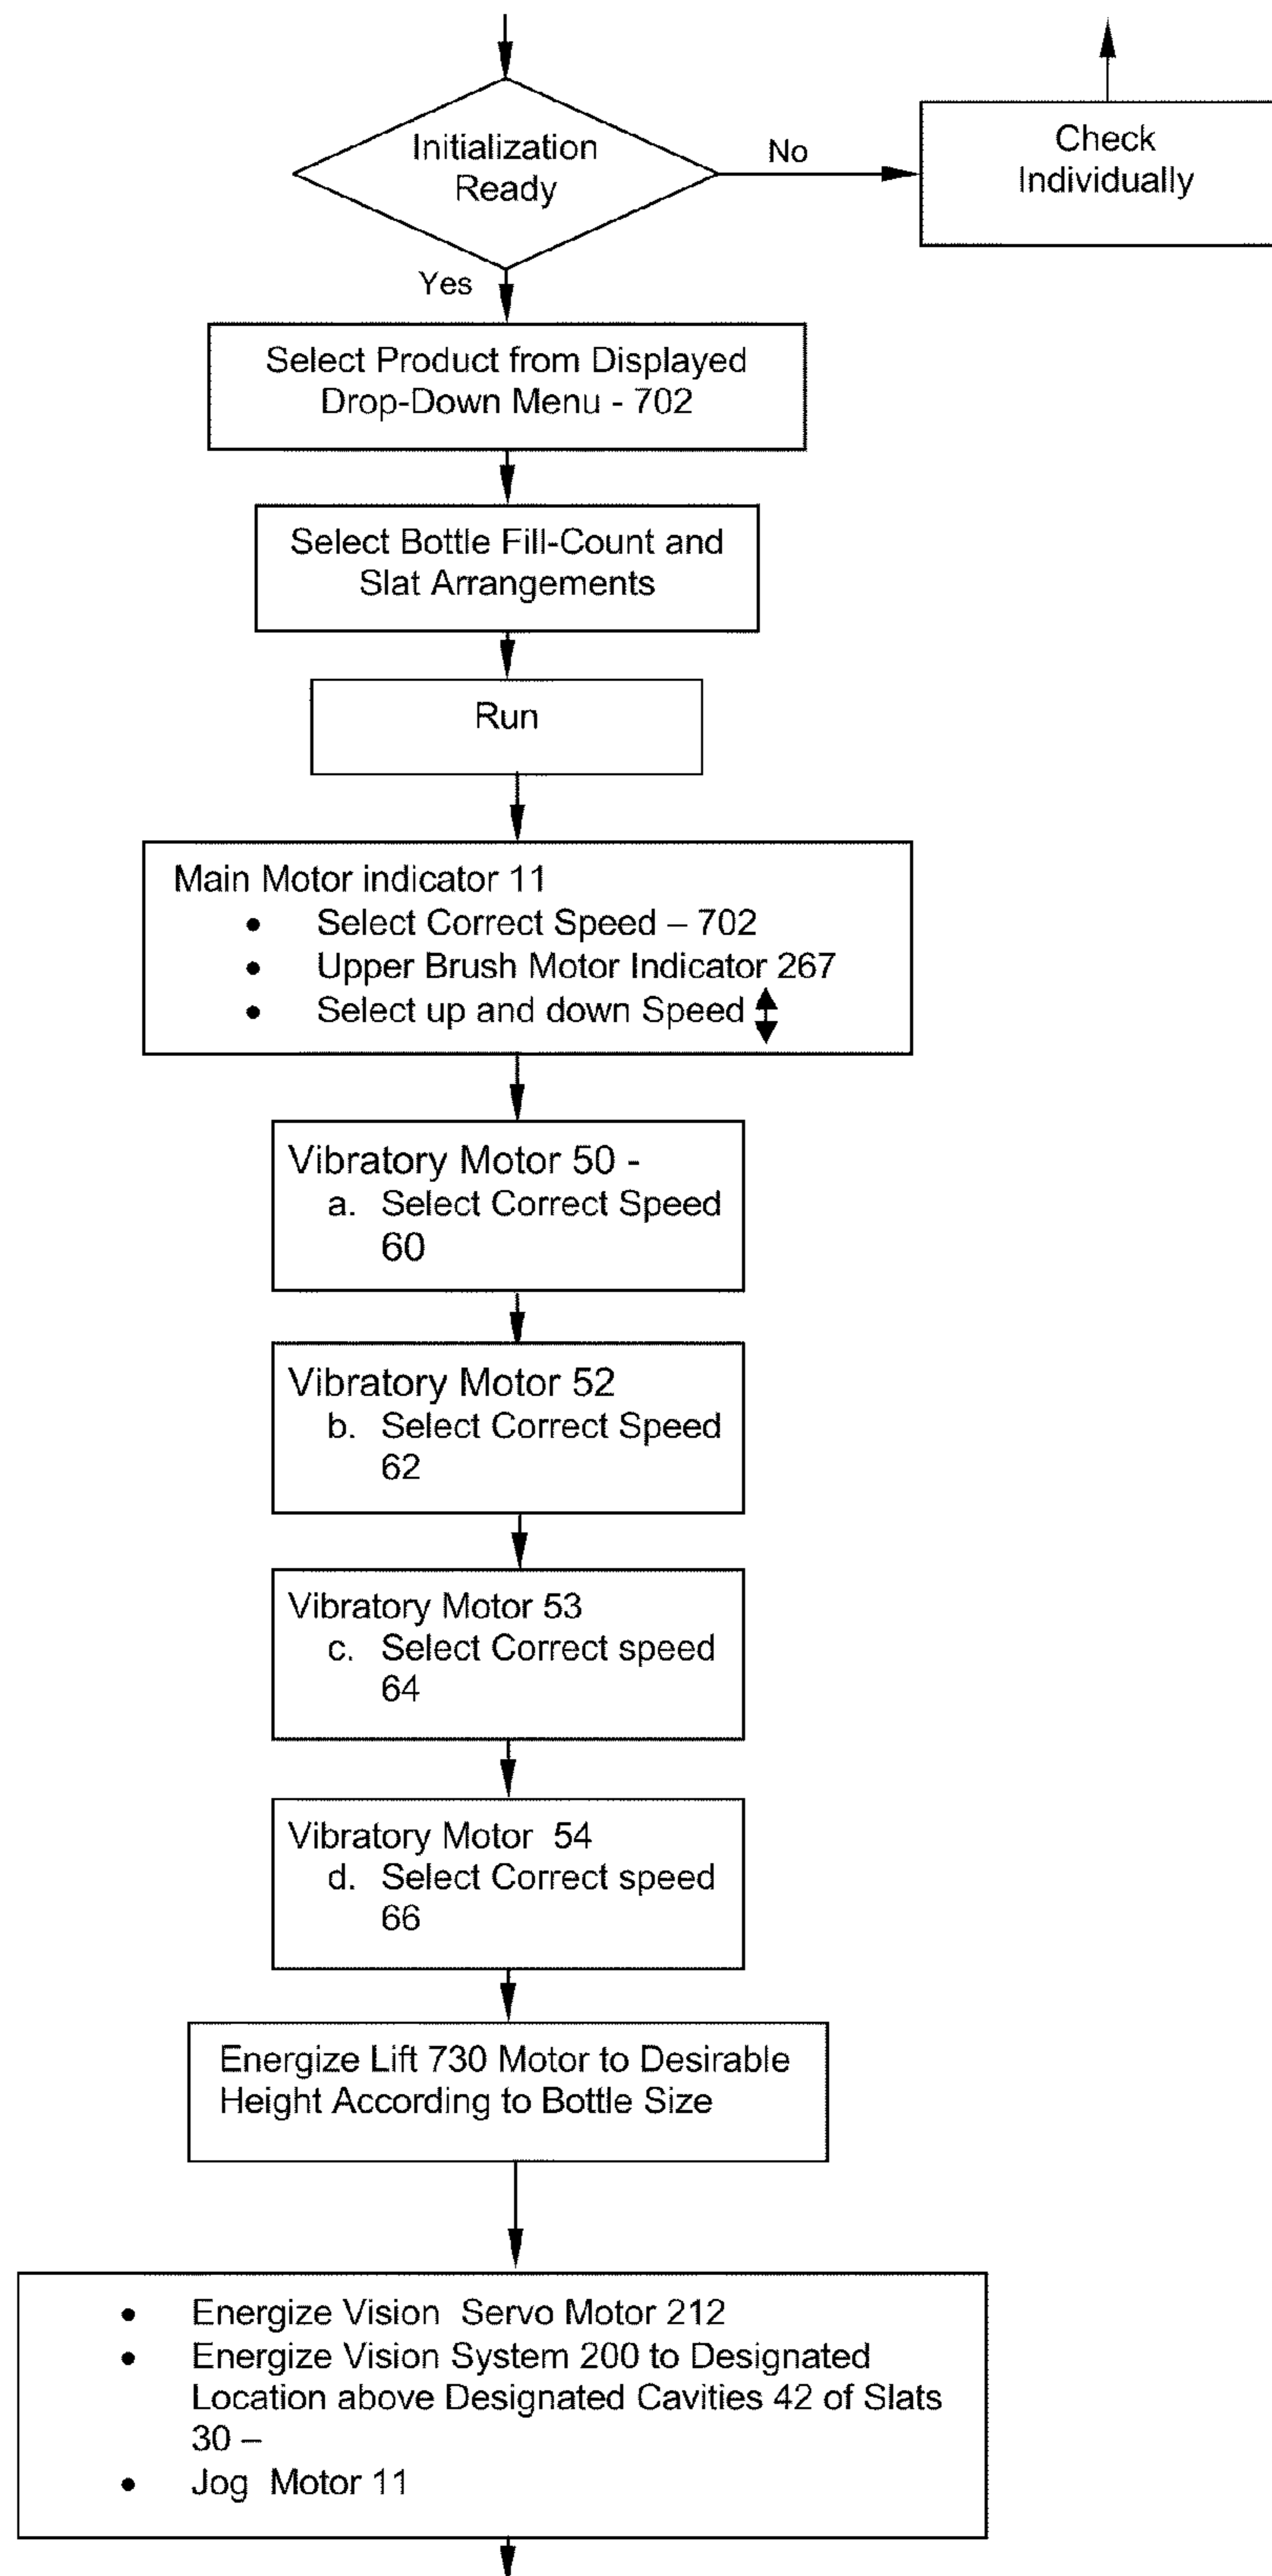 Initialization
Ready
No
Check
Individually
Yes
Select Product from Displayed
Drop-Down Menu - 702
Select Bottle Fill-Count and
Slat Arrangements
Run
Main Motor indicator 11
• Select Correct Speed – 702
• Upper Brush Motor Indicator 267
• Select up and down Speed
Vibratory Motor 50 -
a. Select Correct Speed
60
Vibratory Motor 52
b. Select Correct Speed
62
Vibratory Motor 53
c. Select Correct speed
64
Vibratory Motor 54
d. Select Correct speed
66
Energize Lift 730 Motor to Desirable
Height According to Bottle Size
• Energize Vision Servo Motor 212
• Energize Vision System 200 to Designated
Location above Designated Cavities 42 of Slats
30 –
• Jog Motor 11